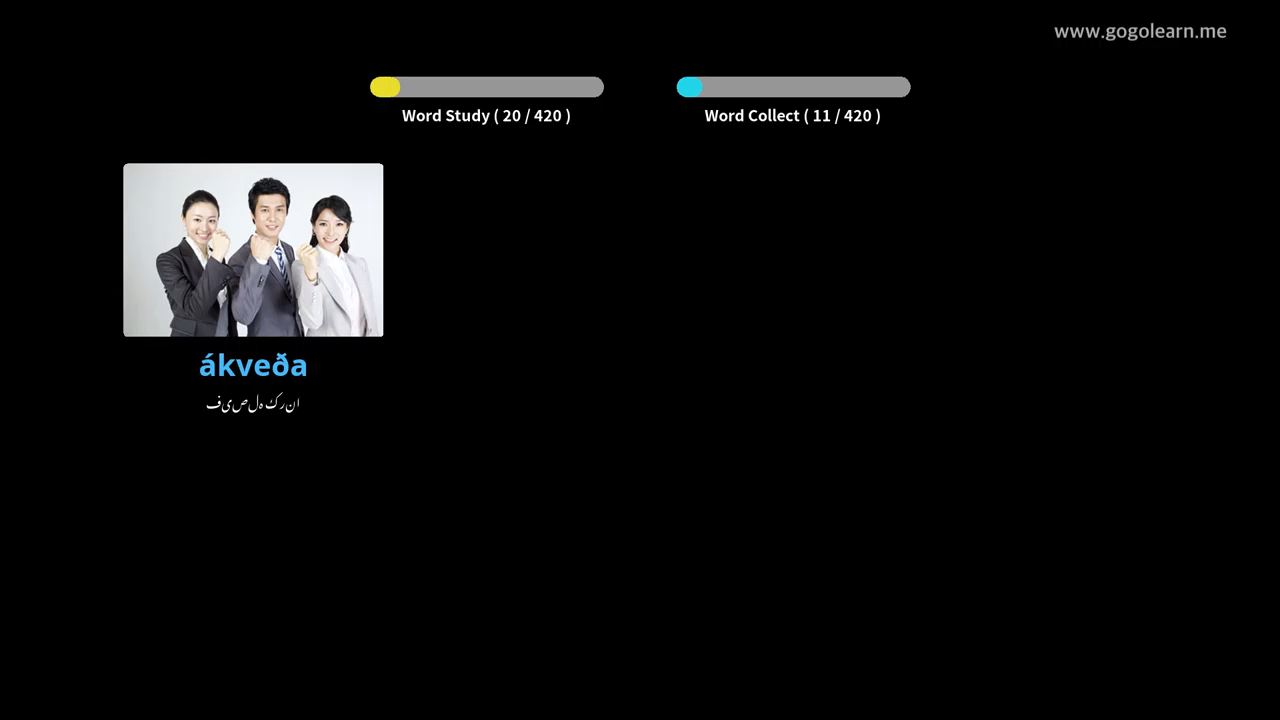 www.gogolearn.me
Word Study ( 20 / 420 )
Word Collect ( 11 / 420 )
ákveða
فیصلہ کرنا